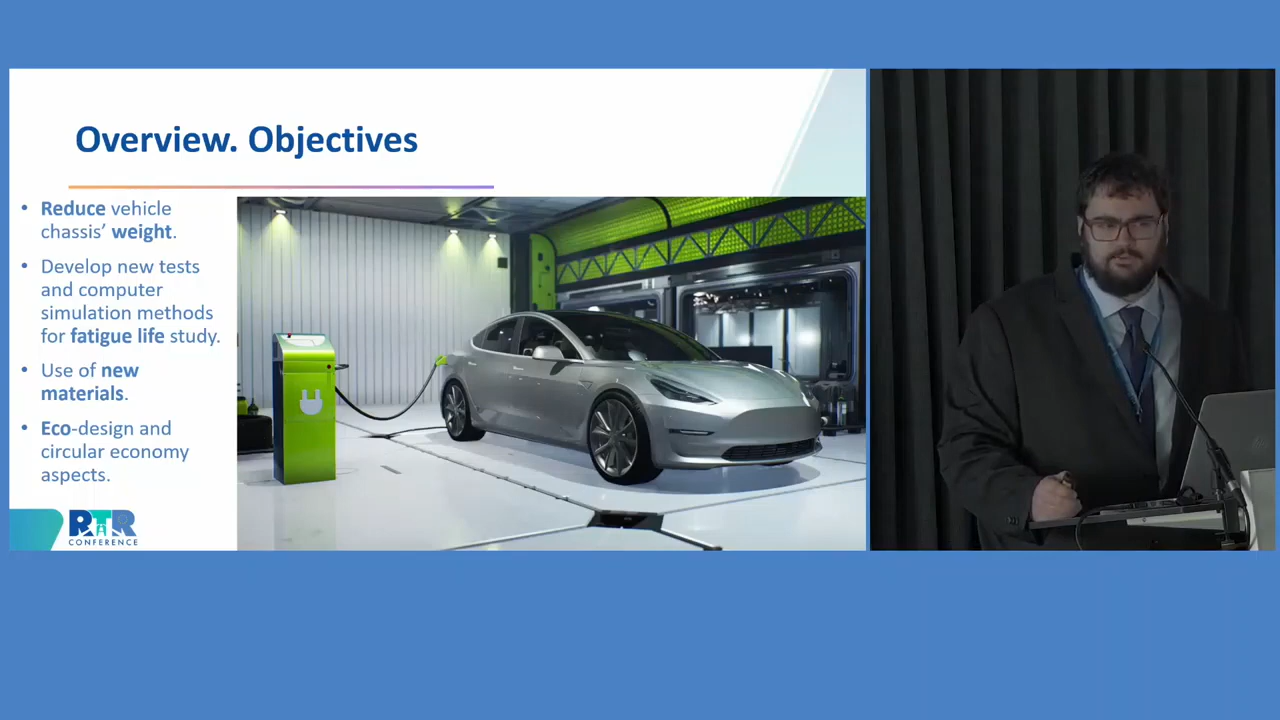 Overview. Objectives
• Reduce vehicle
chassis’ weight.
• Develop new tests
and computer
simulation methods
for fatigue life study.
• Use of new
materials.
• Eco-design and
circular economy
aspects.
RTR
CONFERENCE